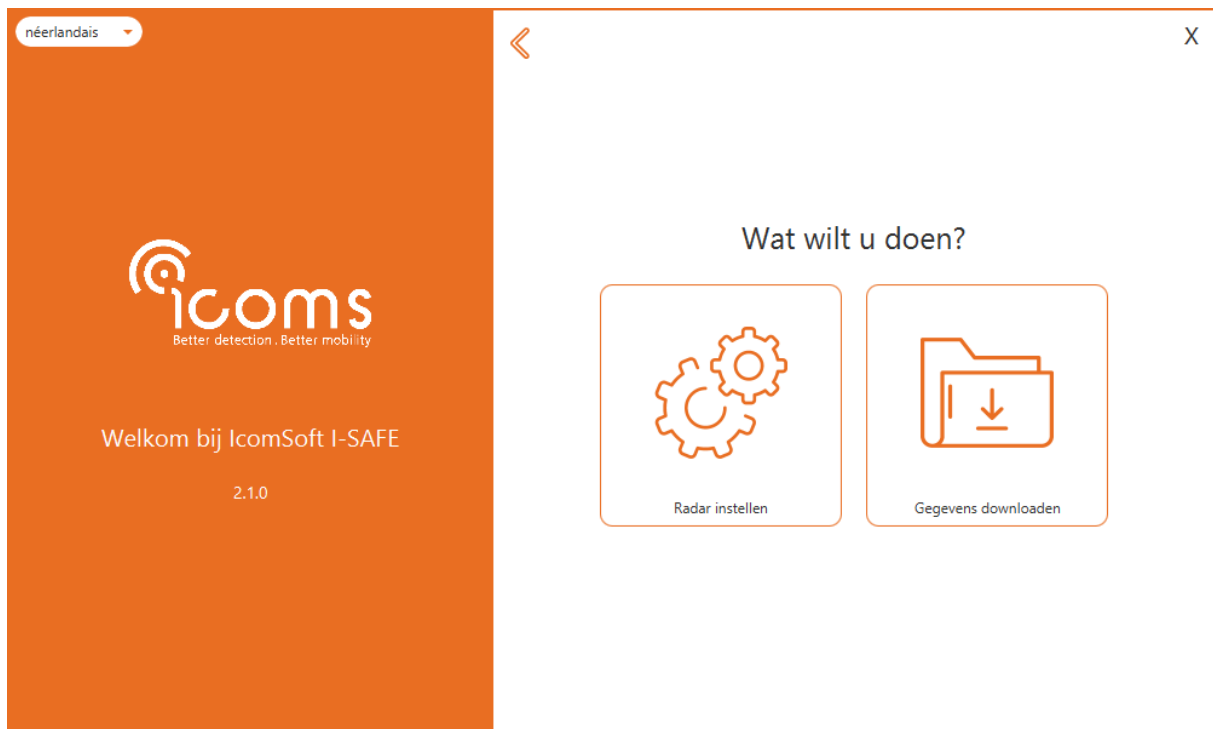 néerlandais
X
icoms
Better detection. Better mobility
Welkom bij IcomSoft I-SAFE
2.1.0
Wat wilt u doen?
Radar instellen
Gegevens downloaden